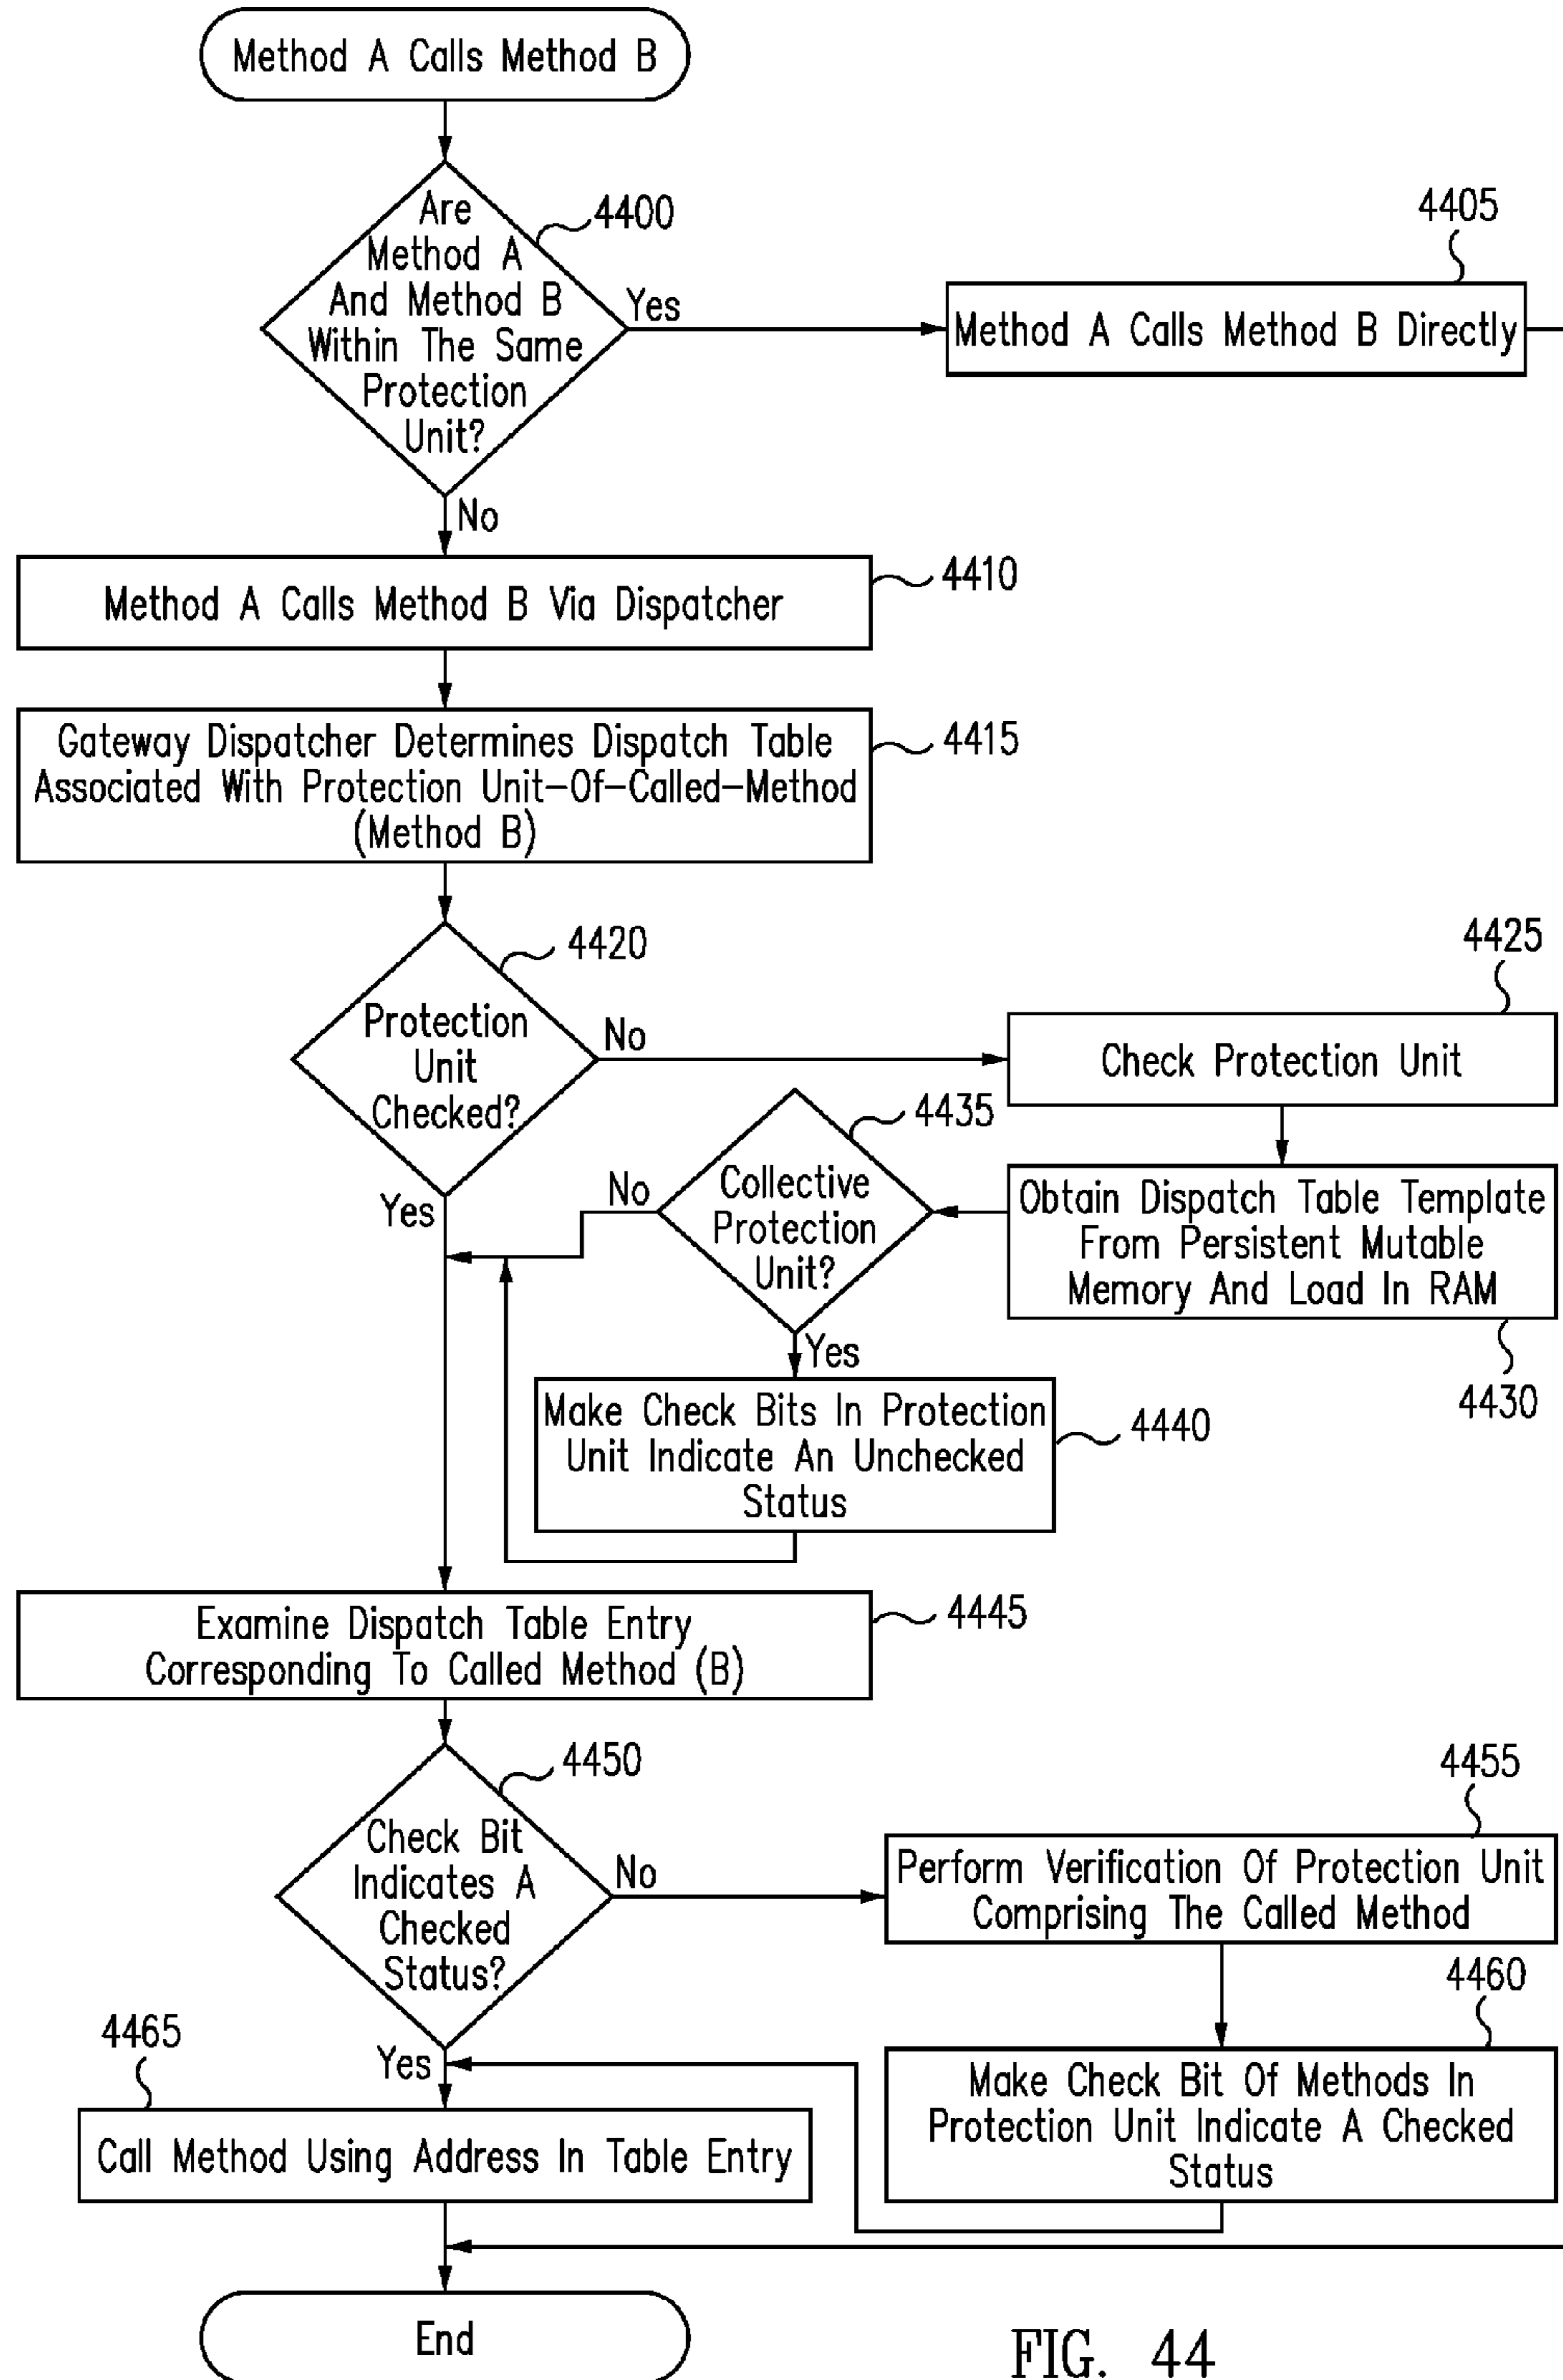 Method A Calls Method B
Are
Method A
And Method B
Within The Same
Protection
Unit?
4400
Yes
4405
Method A Calls Method B Directly
No
Method A Calls Method B Via Dispatcher
4410
Gateway Dispatcher Determines Dispatch Table
Associated With Protection Unit-Of-Called-Method
(Method B)
4415
4420
Protection
Unit
Checked?
No
4425
Check Protection Unit
Yes
4435
Collective
Protection
Unit?
No
Obtain Dispatch Table Template
From Persistent Mutable
Memory And Load In RAM
4430
Yes
Make Check Bits In Protection
Unit Indicate An Unchecked
Status
4440
Examine Dispatch Table Entry
Corresponding To Called Method (B)
4445
4450
Check Bit
Indicates A
Checked
Status?
No
4455
Perform Verification Of Protection Unit
Comprising The Called Method
4460
Make Check Bit Of Methods In
Protection Unit Indicate A Checked
Status
Yes
4465
Call Method Using Address In Table Entry
End
FIG. 44